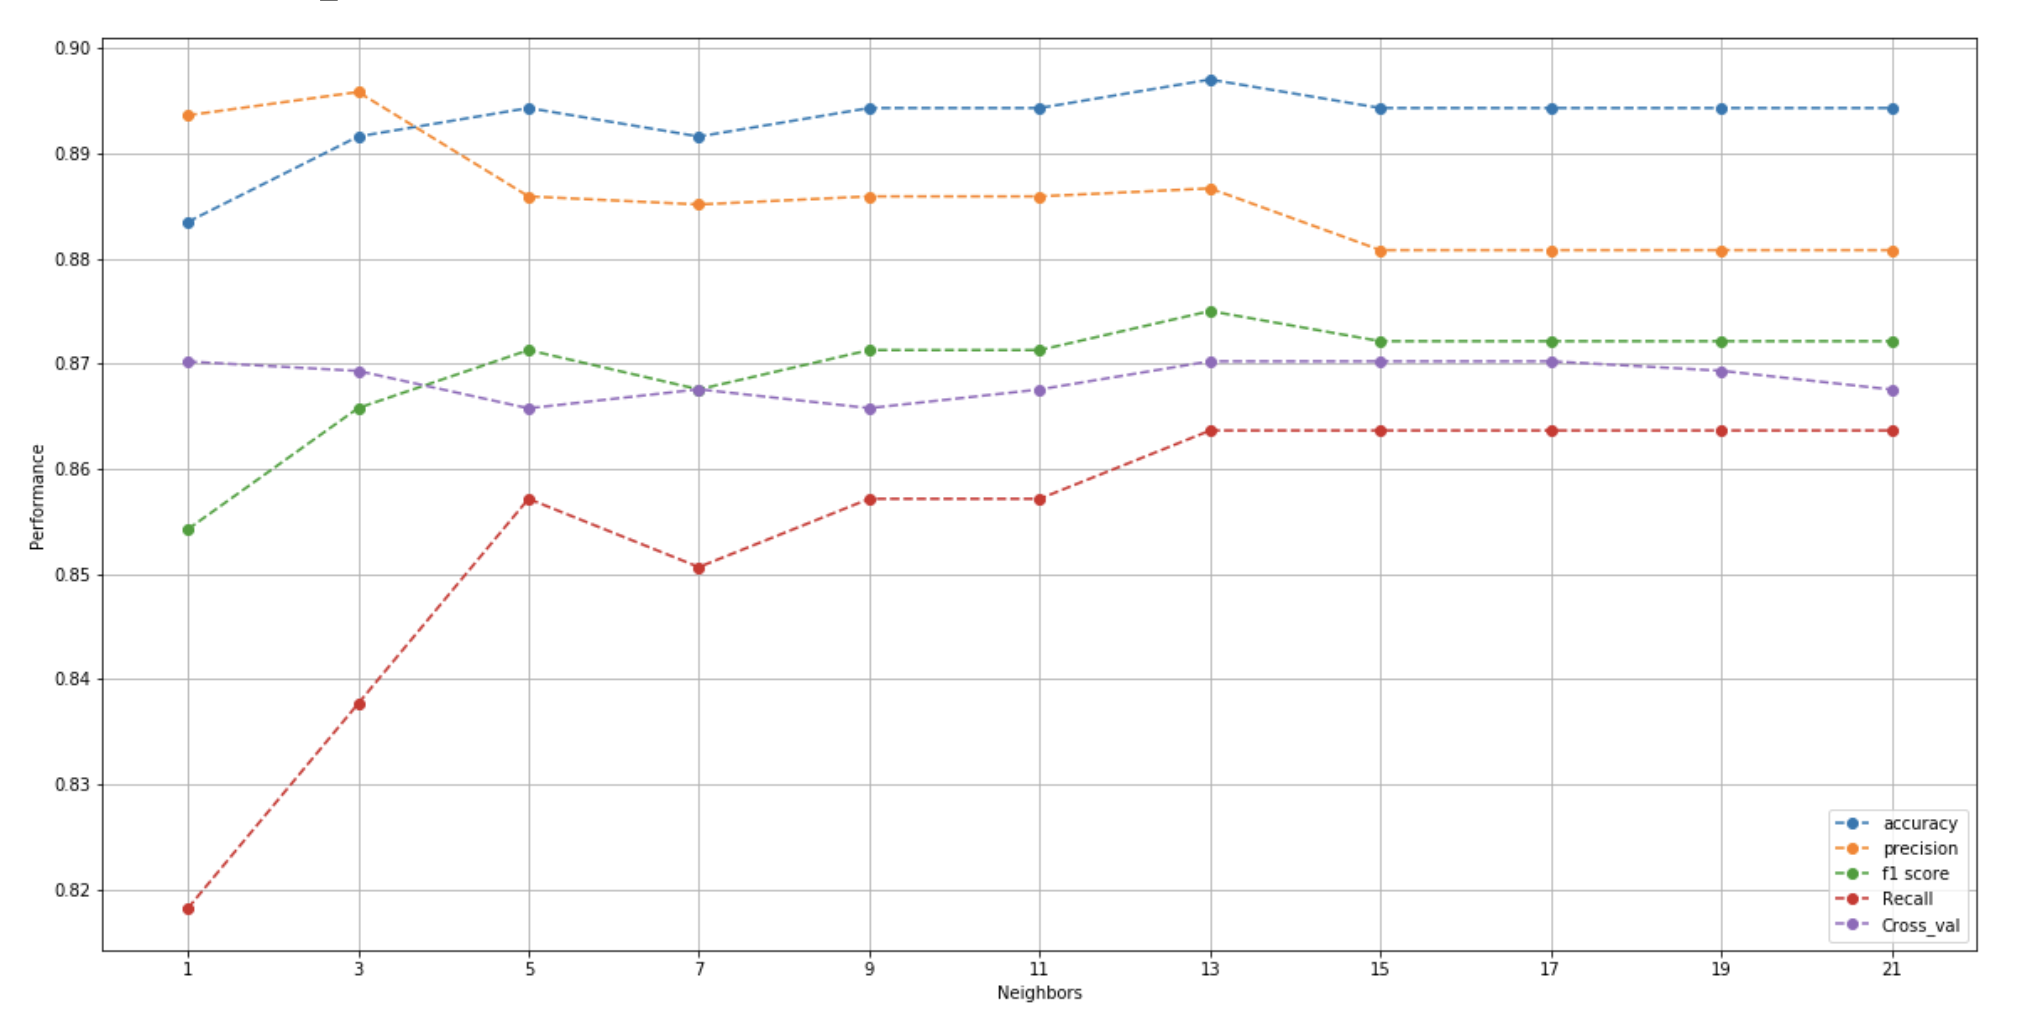 0.90
0.89
0.88
0.87
0.86
0.85
0.84
0.83
0.82
Performance
accuracy
precision
f1 score
Recall
Cross_val
1 3 5 7 9 11 13 15 17 19 21
Neighbors